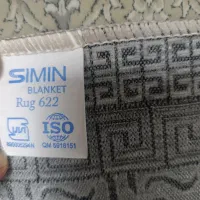 SIMIN
BLANKET
Rug 622
ISO